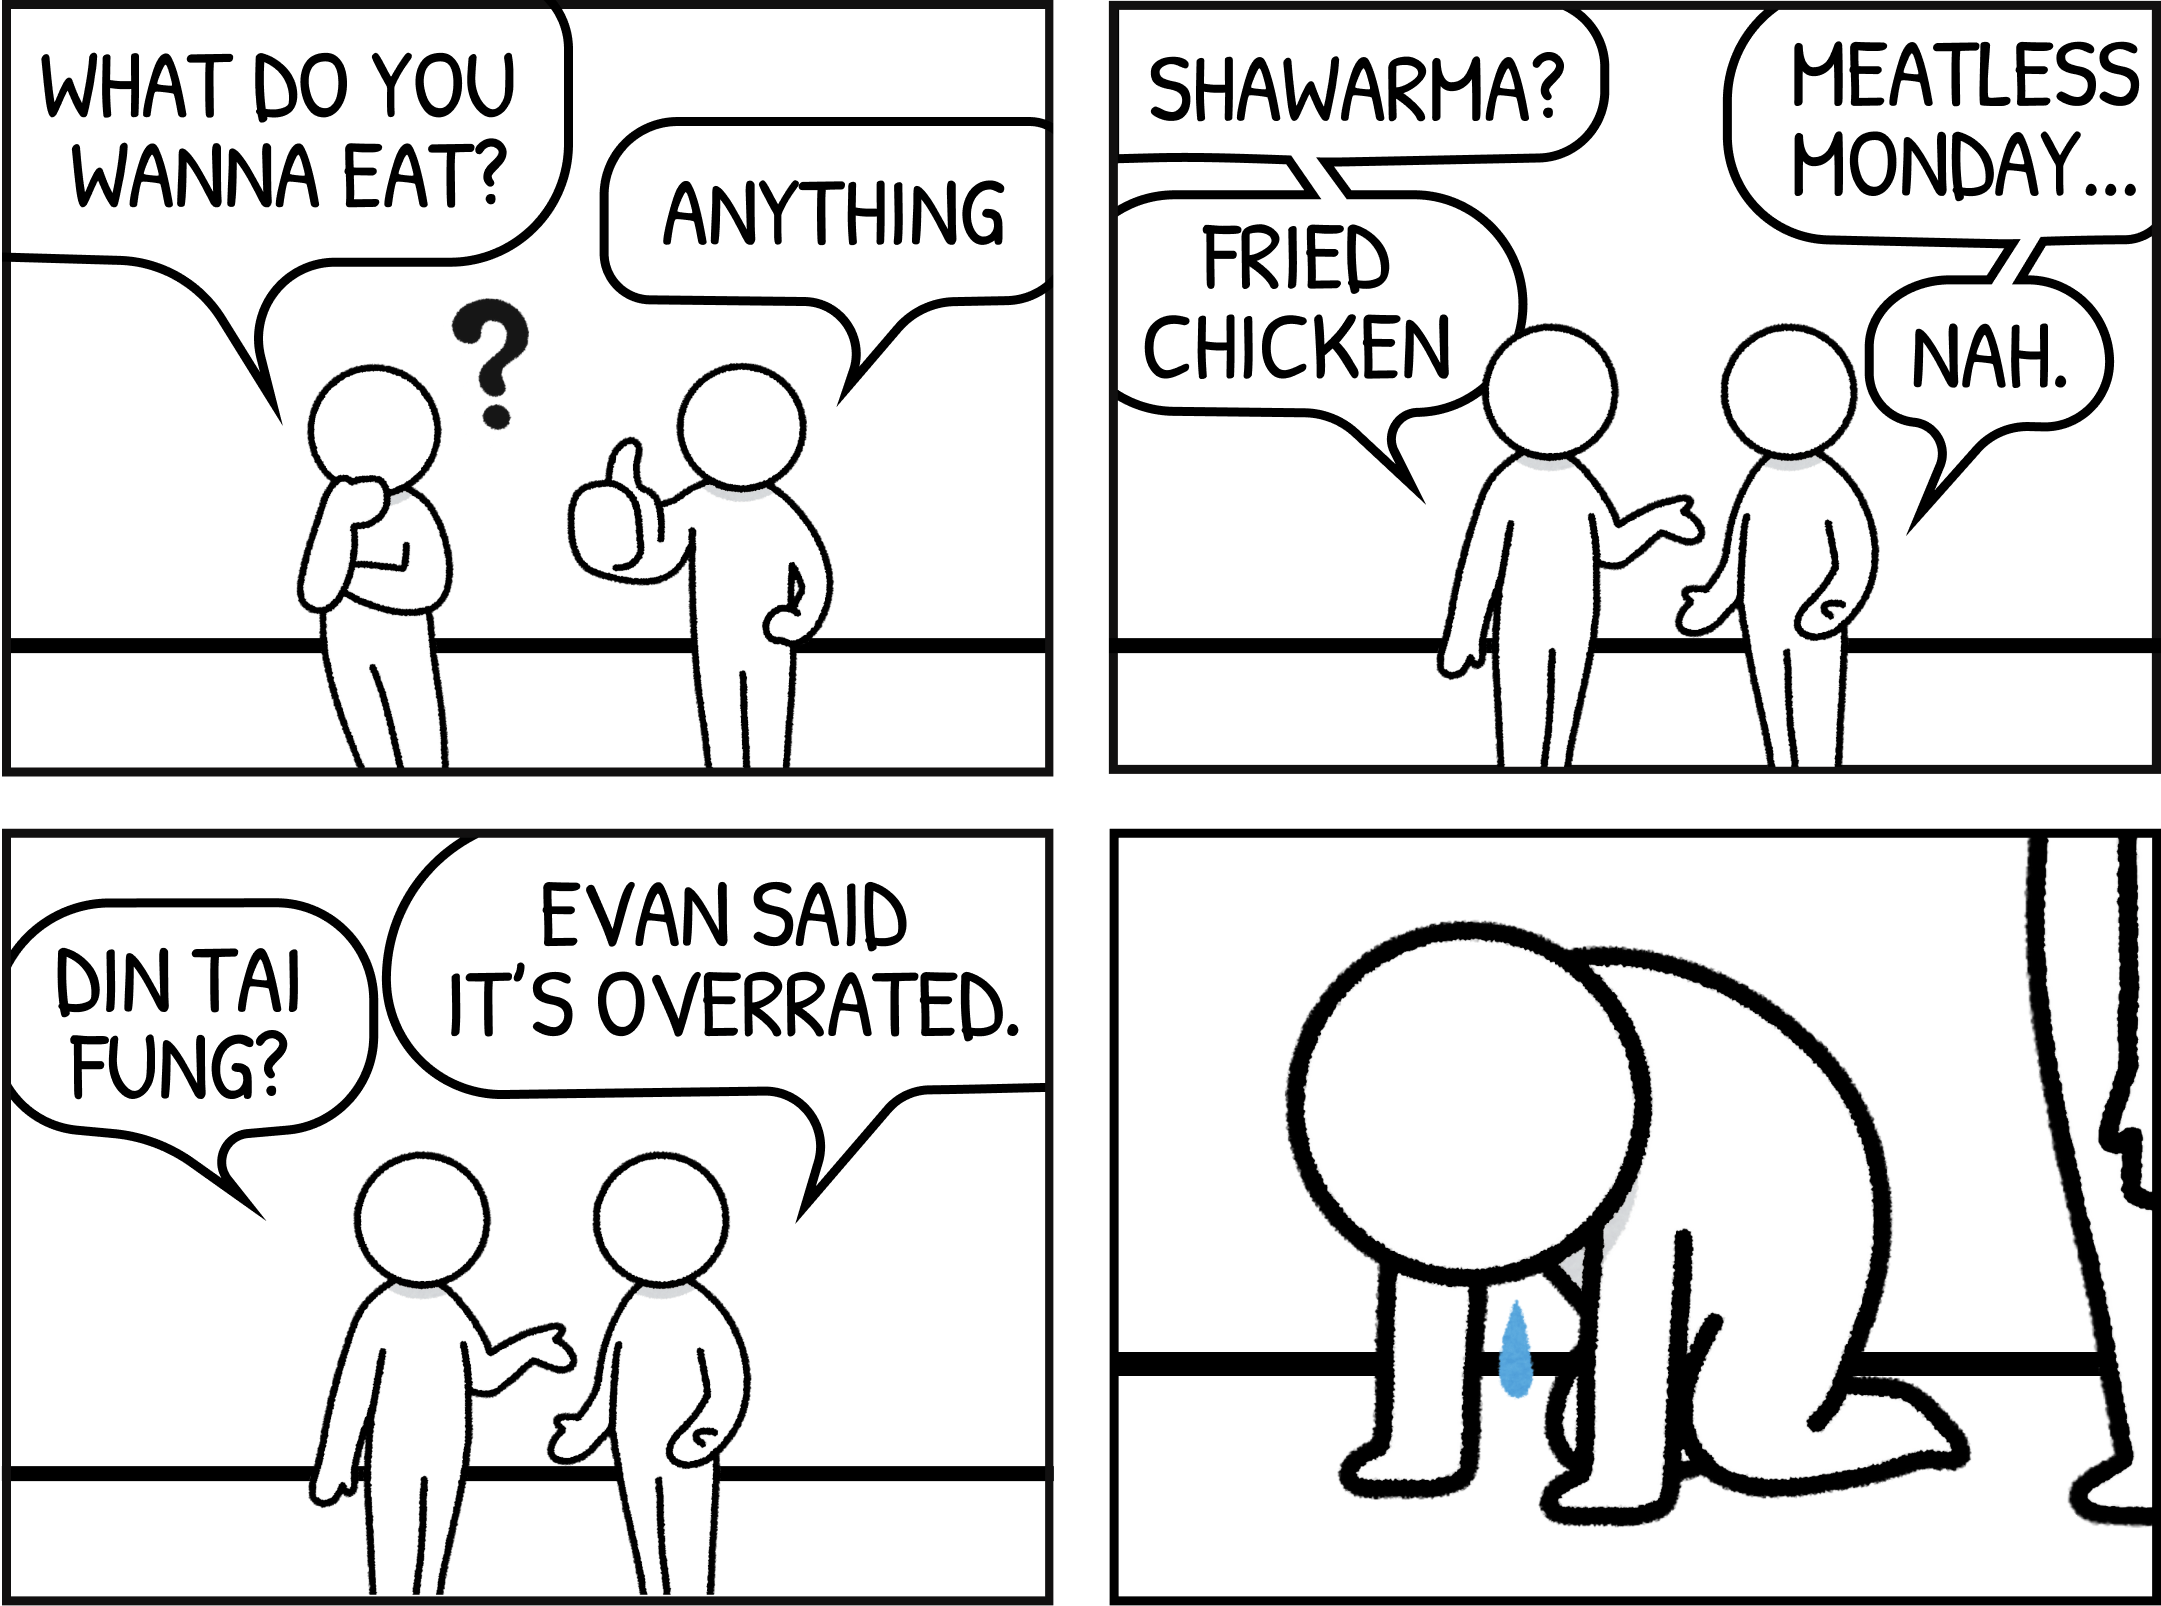 WHAT DO YOU
WANNA EAT?
?
ANYTHING
SHAWARMA?
MEATLESS
MONDAY...
FRIED
CHICKEN
NAH.
DIN TAI
FUNG?
EVAN SAID
IT'S OVERRATED.